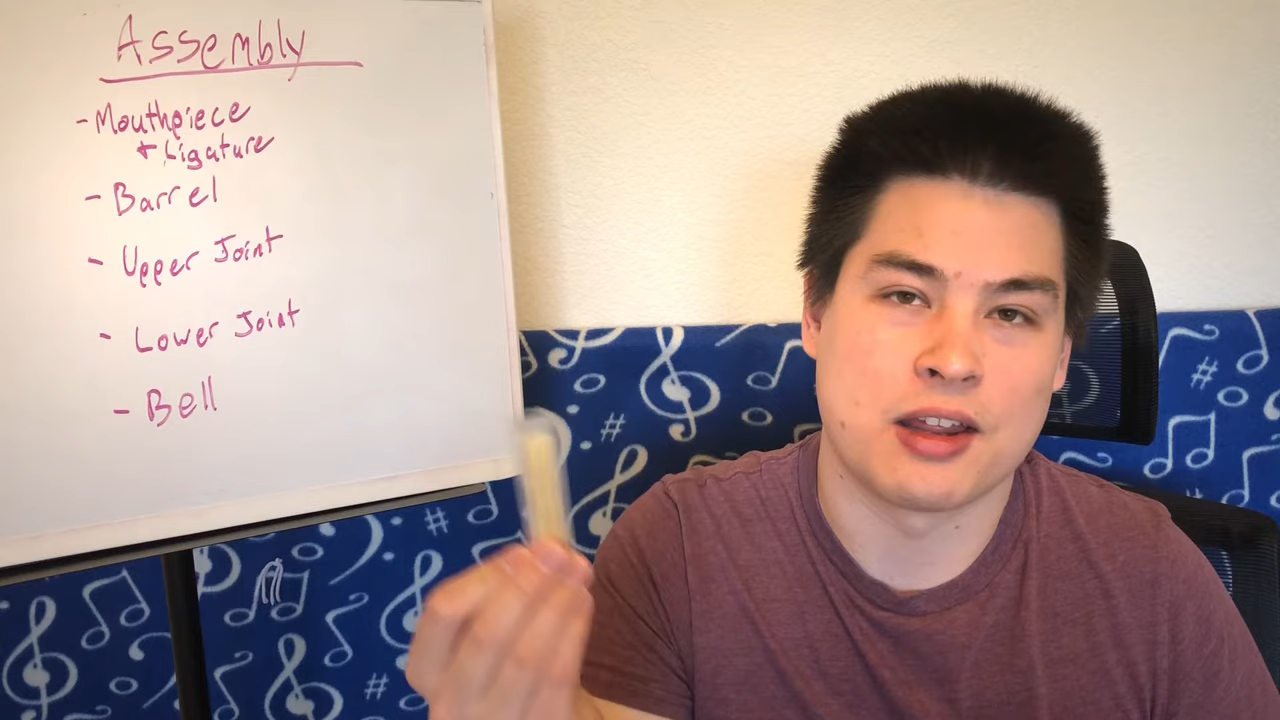 Assembly
- Mouthpiece
+ Ligature
- Barrel
- Upper Joint
- Lower Joint
- Bell